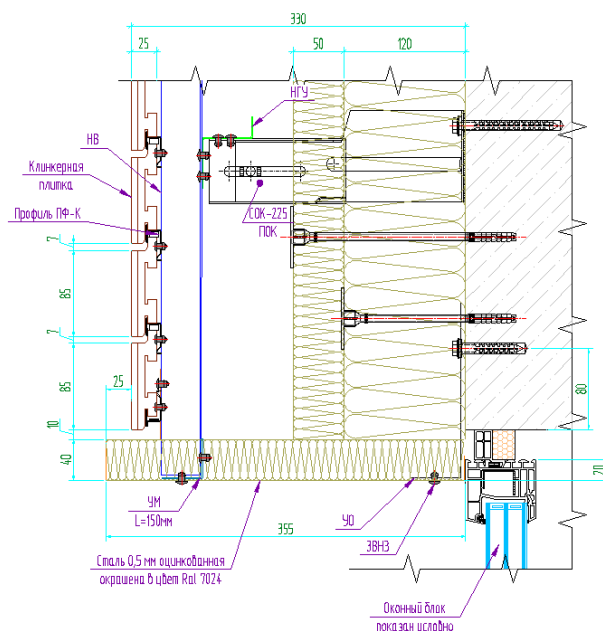 330
25
50
120
НГУ
НВ
Клинкерная
плитка
СОК-225
ПОК
Профиль ПФ-К
7
85
7
85
25
10
80
40
20
УМ
L=150мм
УО
355
ЗВНЗ
Сталь 0,5 мм оцинкованная
окрашена в цвет Ral 7024
Оконный блок
показан условно